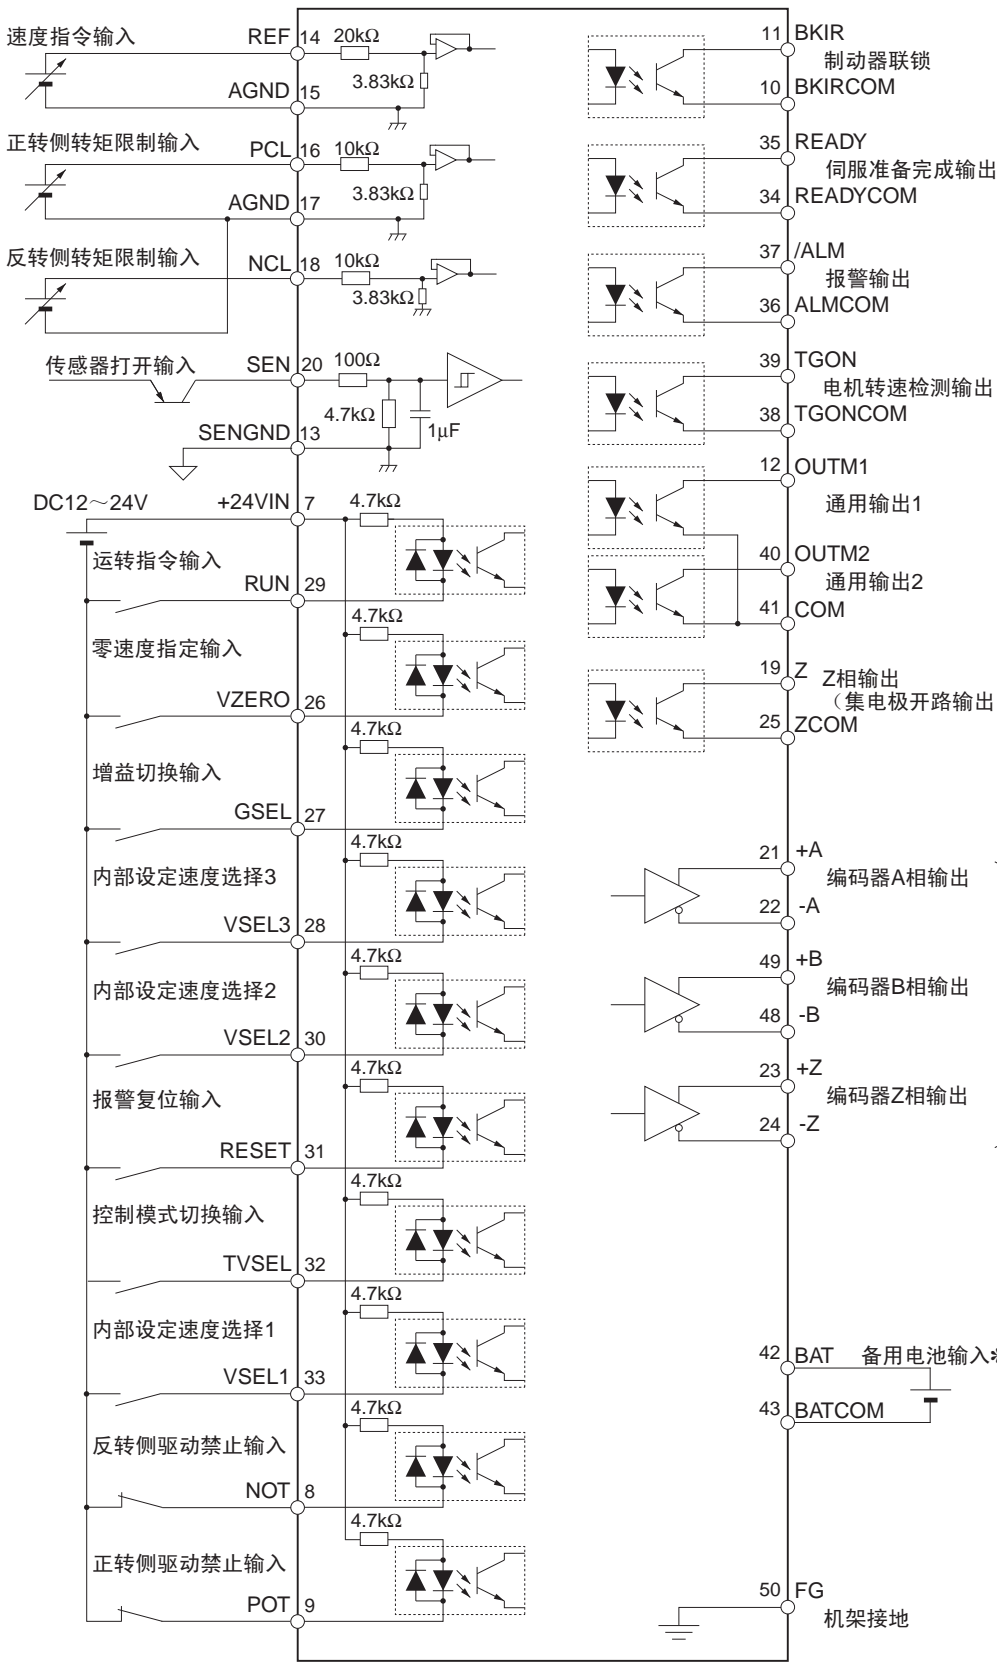 速度指令输入
REF 14 20kΩ
3.83kΩ
AGND 15
正转侧转矩限制输入
PCL 16 10kΩ
3.83kΩ
AGND 17
反转侧转矩限制输入
NCL 18 10kΩ
3.83kΩ
传感器打开输入
SEN 20 100Ω
4.7kΩ
1μF
SENGND 13
DC12～24V
+24VIN 7 4.7kΩ
运转指令输入
RUN 29
4.7kΩ
零速度指定输入
VZERO 26
4.7kΩ
增益切换输入
GSEL 27
4.7kΩ
内部设定速度选择3
VSEL3 28
4.7kΩ
内部设定速度选择2
VSEL2 30
4.7kΩ
报警复位输入
RESET 31
4.7kΩ
控制模式切换输入
TVSEL 32
4.7kΩ
内部设定速度选择1
VSEL1 33
4.7kΩ
反转侧驱动禁止输入
NOT 8
4.7kΩ
正转侧驱动禁止输入
POT 9
11 BKIR
制动器联锁
10 BKIRCOM
35 READY
伺服准备完成输出
34 READYCOM
37 /ALM
报警输出
36 ALMCOM
39 TGON
电机转速检测输出
38 TGONCOM
12 OUTM1
通用输出1
40 OUTM2
通用输出2
41 COM
19 Z Z相输出
（集电极开路输出
25 ZCOM
21 +A
编码器A相输出
22 -A
49 +B
编码器B相输出
48 -B
23 +Z
编码器Z相输出
24 -Z
42 BAT 备用电池输入※
43 BATCOM
50 FG
机架接地